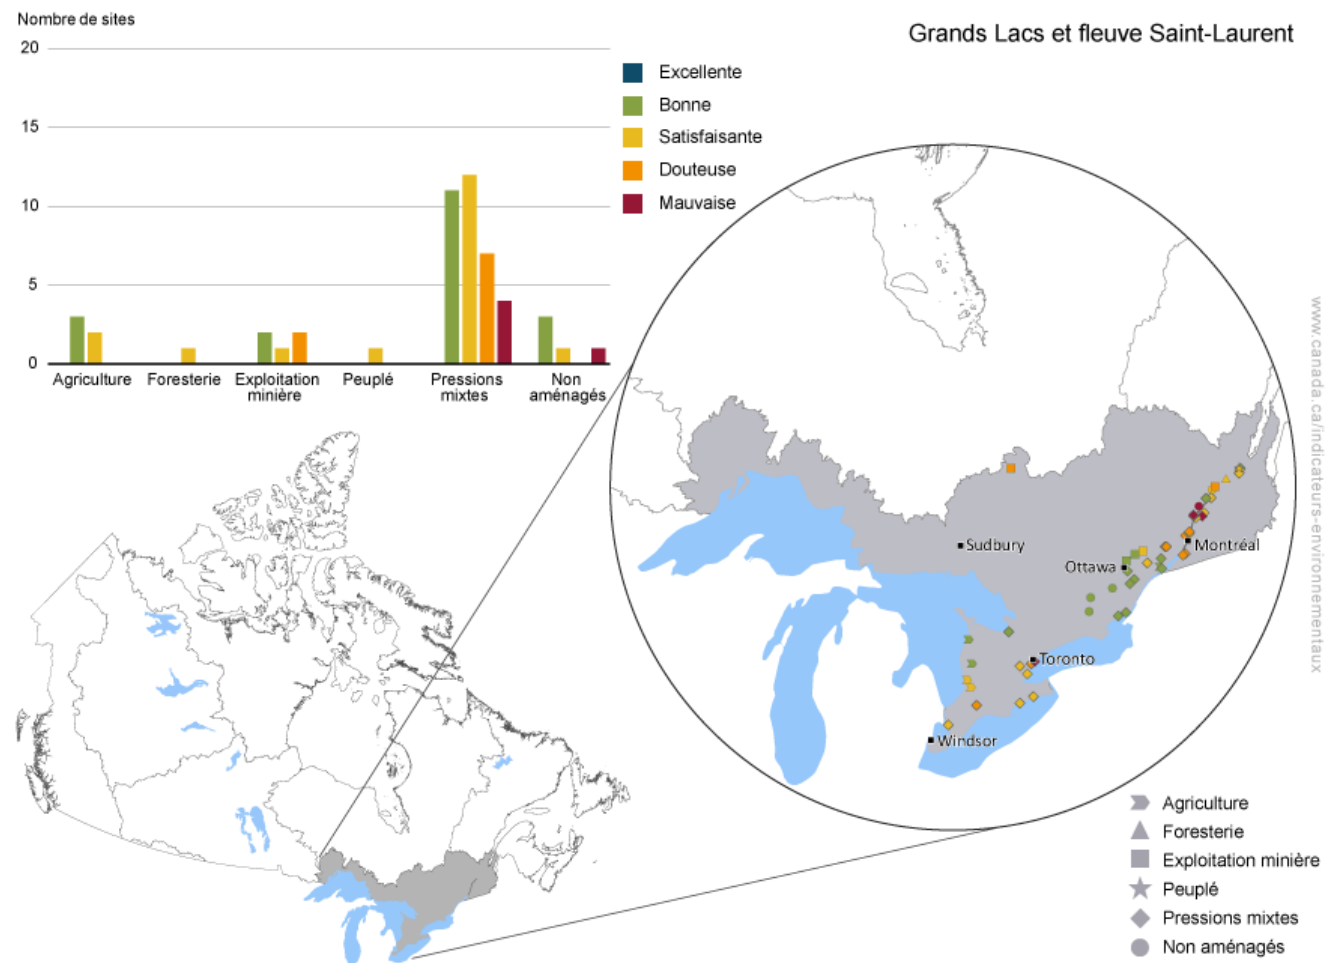 Nombre de sites
Grands Lacs et fleuve Saint-Laurent
20
15
10
5
0
Excellente
Bonne
Satisfaisante
Douteuse
Mauvaise
Agriculture
Foresterie
Exploitation
minière
Peuplé
Pressions
mixtes
Non
aménagés
www.canada.ca/indicateurs-environnementaux
Sudbury
Montréal
Ottawa
Toronto
Windsor
Agriculture
Foresterie
Exploitation minière
Peuplé
Pressions mixtes
Non aménagés